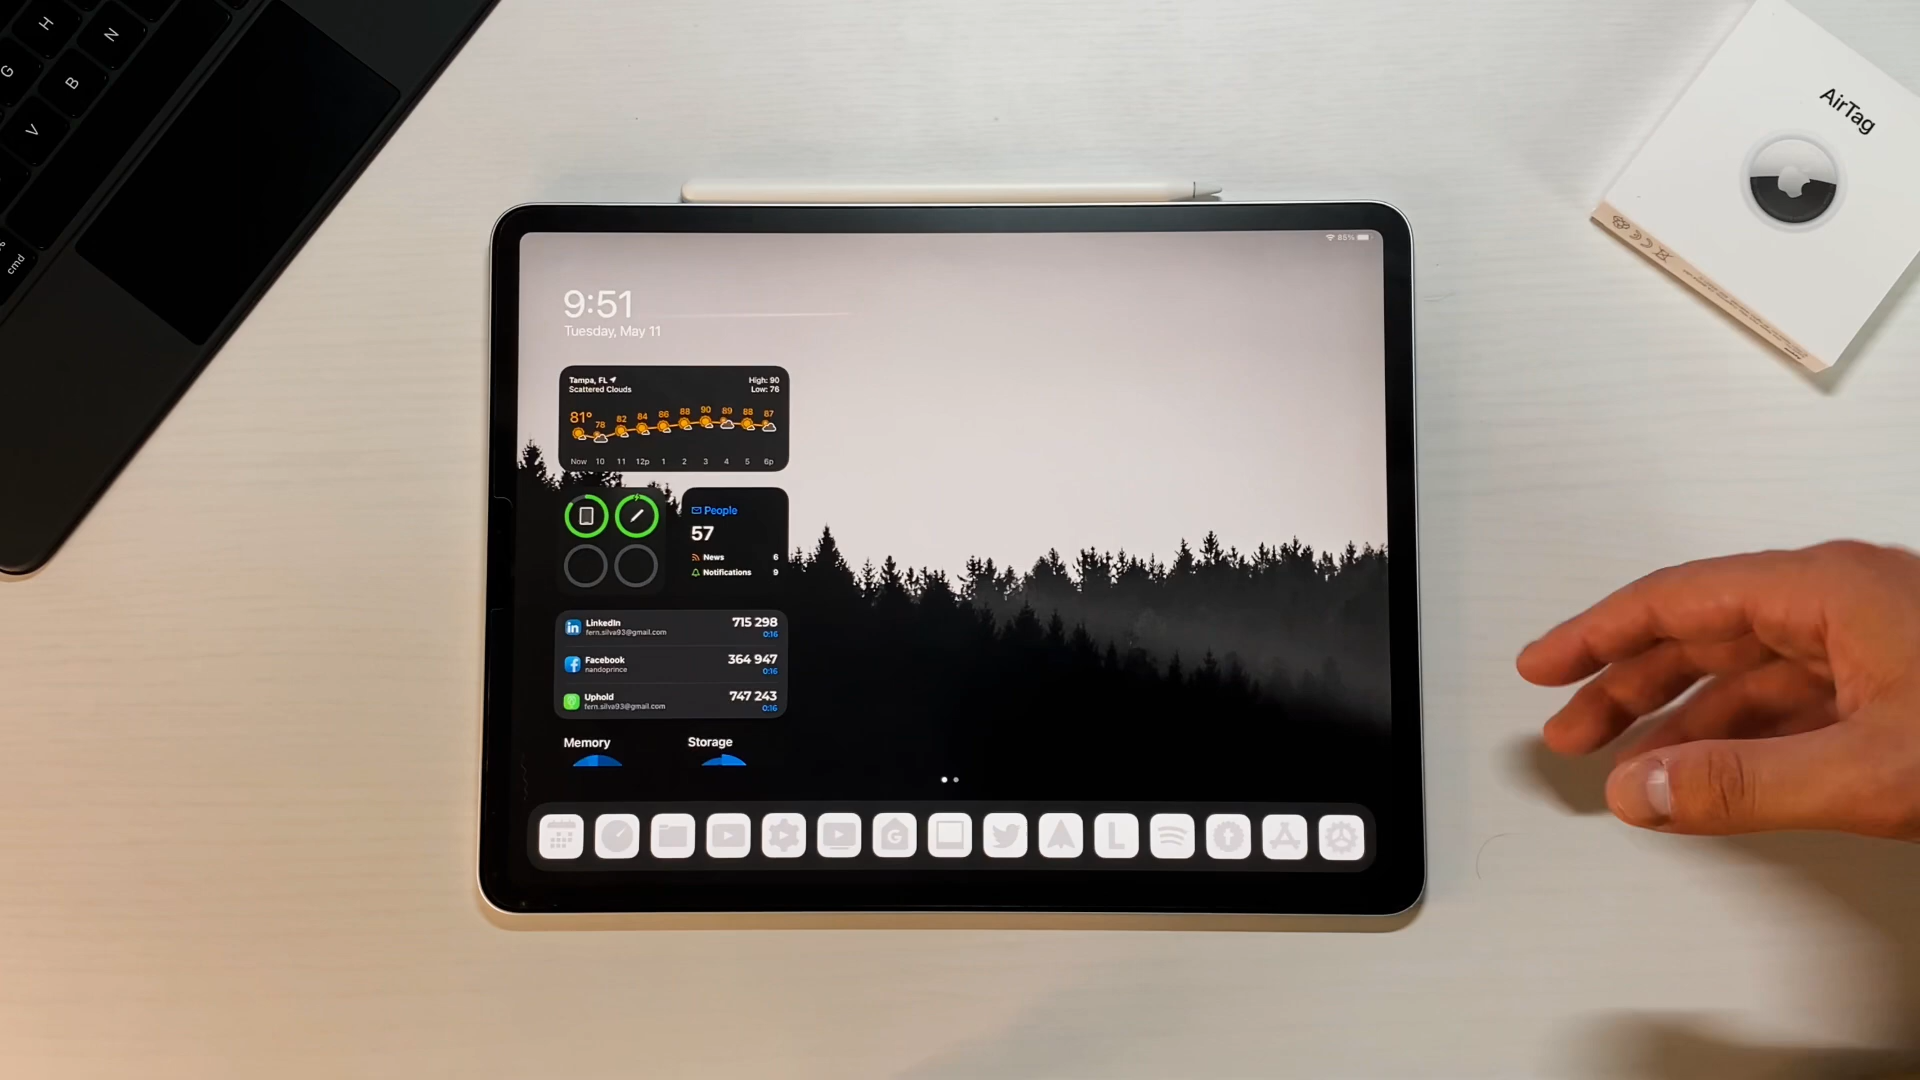 H
N
G
B
V
cmd
AirTag
85%
9:51
Tuesday, May 11
Tampa, FL
High: 90
Scattered Clouds
Low: 76
81° 78 82 84 86 88 90 89 88 87
Now 10 11 12p 1 2 3 4 5 6p
People
57
News 6
Notifications 9
LinkedIn 715 298
fern.silva93@gmail.com 0:16
Facebook 364 947
nandoprince 0:16
Uphold 747 243
fern.silva93@gmail.com 0:16
Memory Storage
G
L